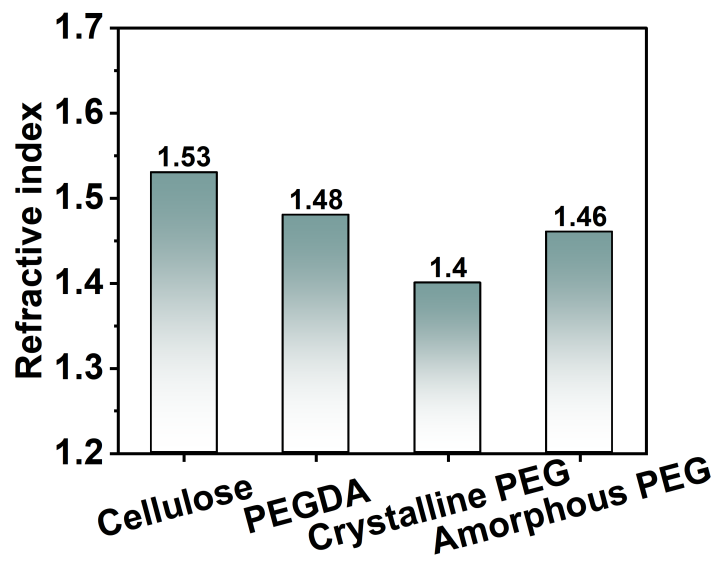 Refractive index
1.7
1.6
1.5
1.4
1.3
1.2
1.53
1.48
1.4
1.46
Cellulose
PEGDA
Crystalline PEG
Amorphous PEG